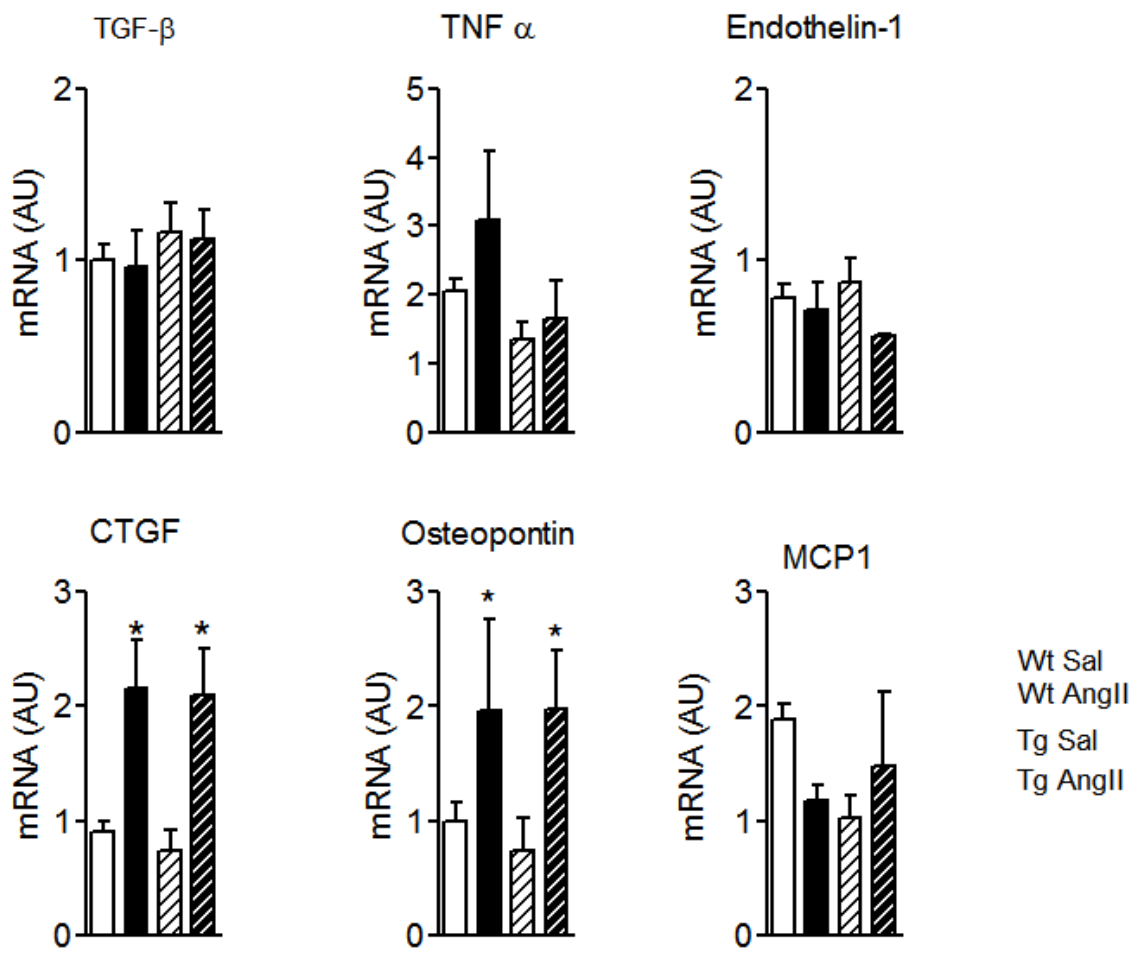 TGF-β
TNF α
Endothelin-1
mRNA (AU)
2
1
0
mRNA (AU)
5
4
3
2
1
0
mRNA (AU)
2
1
0
CTGF
Osteopontin
MCP1
mRNA (AU)
3
2
1
0
* *
mRNA (AU)
3
2
1
0
* *
mRNA (AU)
3
2
1
0
Wt Sal
Wt AngII
Tg Sal
Tg AngII